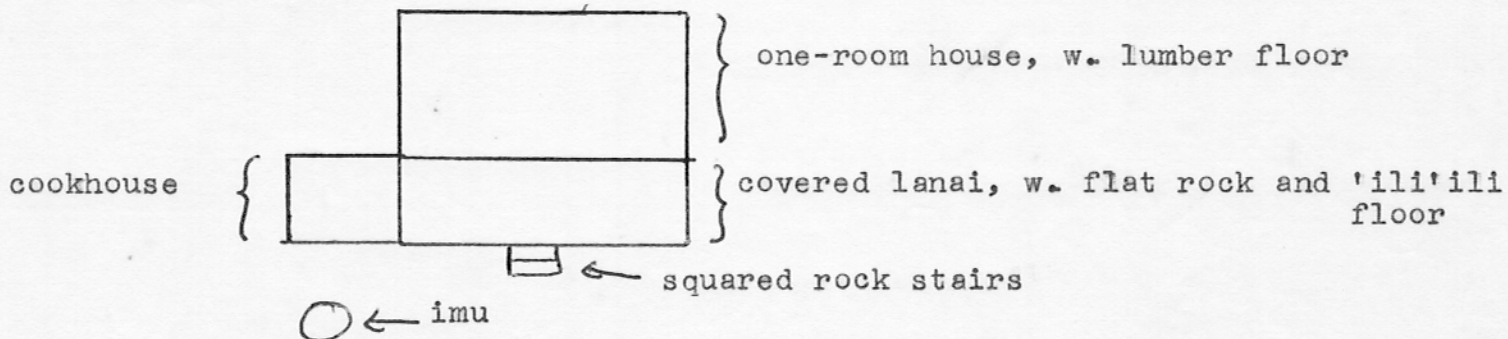 one-room house, w. lumber floor
cookhouse
covered lanai, w. flat rock and 'ili'ili
floor
squared rock stairs
imu